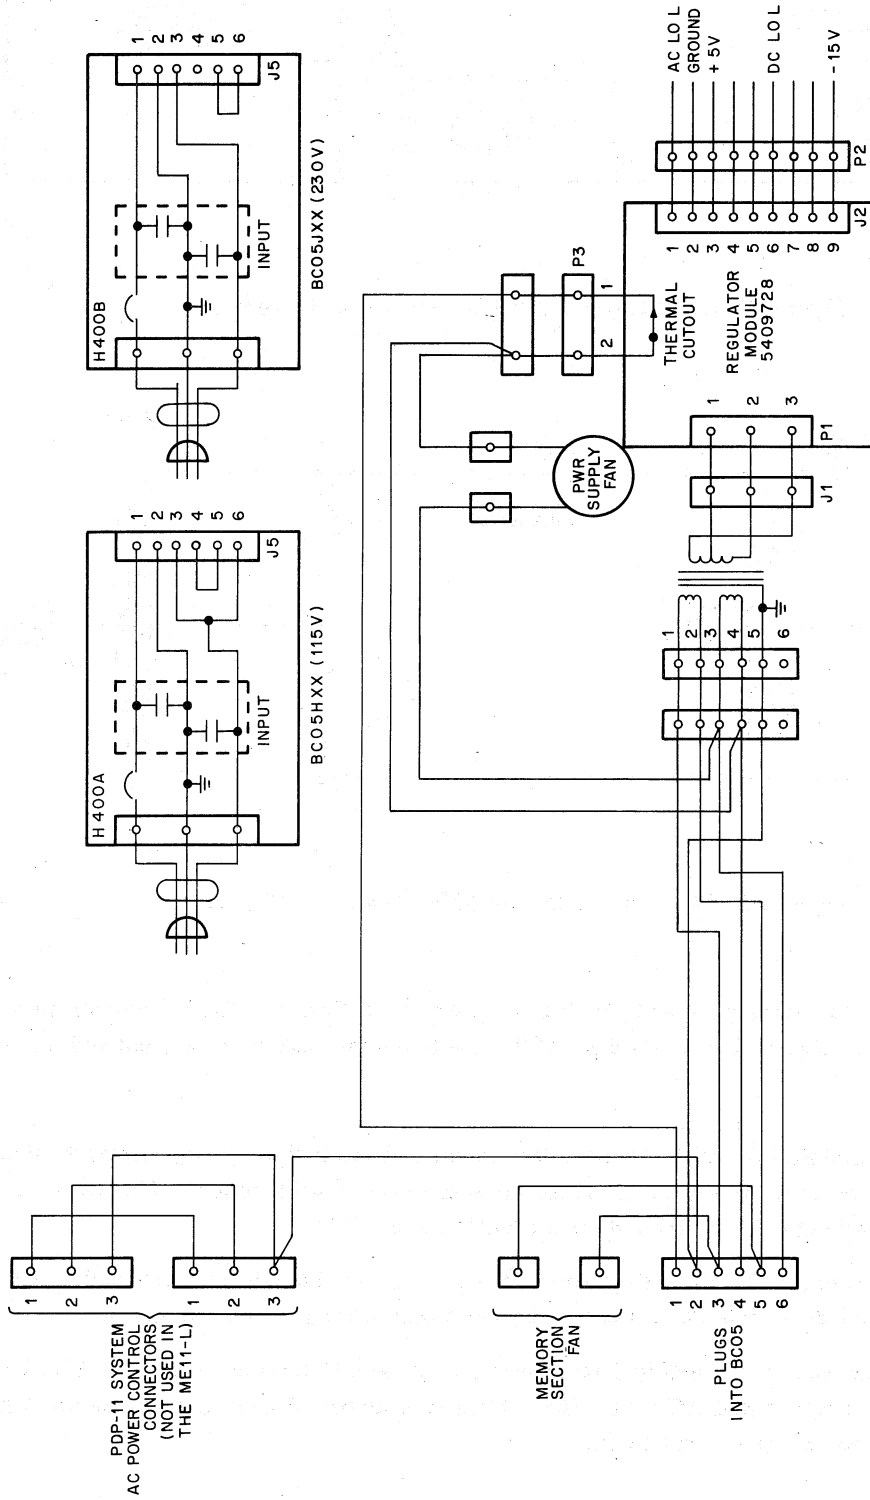 H400B
INPUT
J5
1
2
3
4
5
6
BC05JXX (230V)
H400A
INPUT
J5
1
2
3
4
5
6
BC05HXX (115V)
PDP-11 SYSTEM
AC POWER CONTROL
CONNECTORS
(NOT USED IN
THE ME11-L)
1
2
3
1
2
3
MEMORY
SECTION
FAN
PLUGS
INTO BC05
1
2
3
4
5
6
1
2
3
4
5
6
PWR
SUPPLY
FAN
P3
1
2
THERMAL
CUTOUT
J1
P1
1
2
3
REGULATOR
MODULE
5409728
1
2
3
4
5
6
7
8
9
J2
P2
AC LO L
GROUND
+5V
DC LO L
-15V